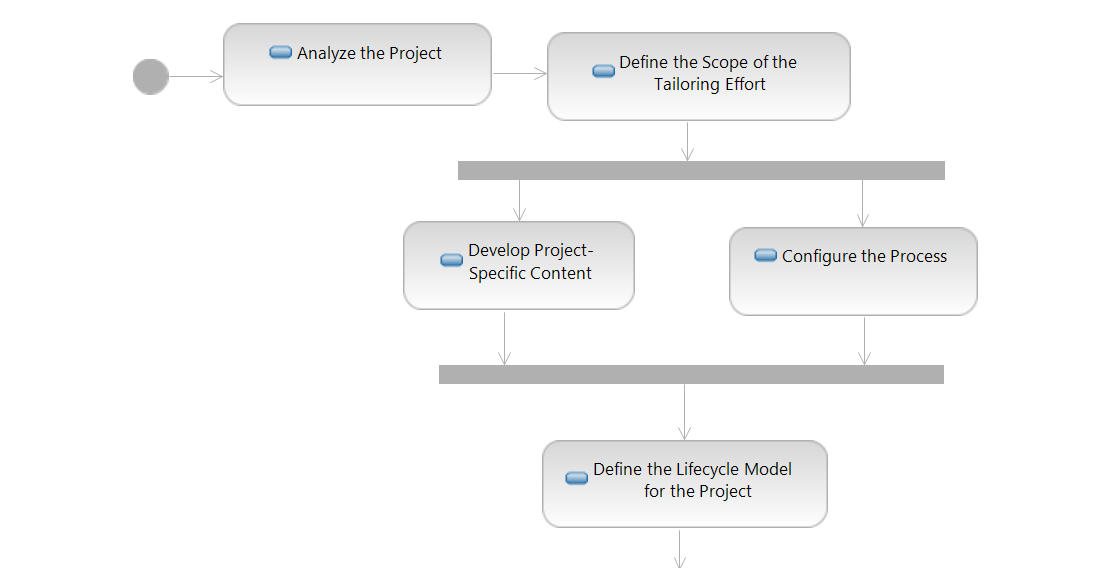 Analyze the Project
Define the Scope of the
Tailoring Effort
Develop Project-
Specific Content
Configure the Process
Define the Lifecycle Model
for the Project